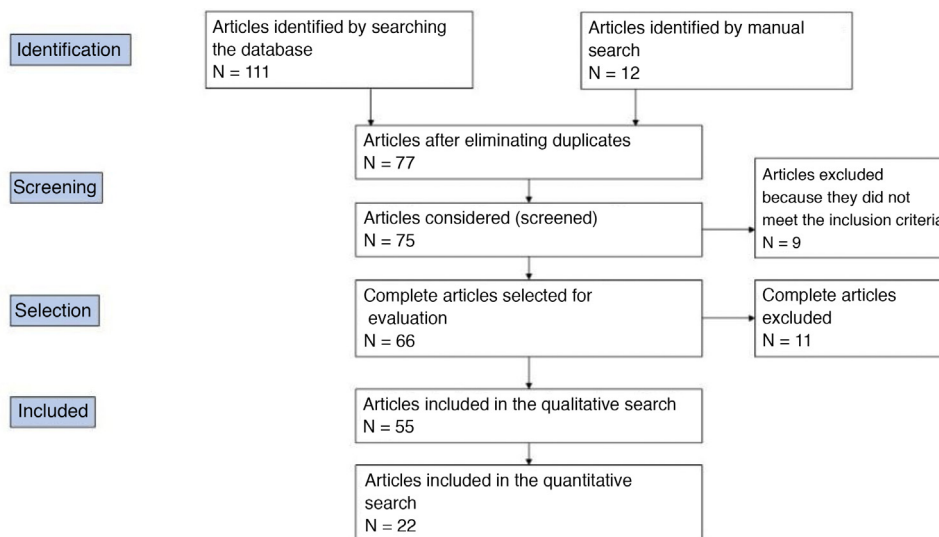 Identification
Articles identified by searching
the database
N = 111
Articles identified by manual
search
N = 12
Articles after eliminating duplicates
N = 77
Screening
Articles considered (screened)
N = 75
Articles excluded
because they did not
meet the inclusion criteria
N = 9
Selection
Complete articles selected for
evaluation
N = 66
Complete articles
excluded
N = 11
Included
Articles included in the qualitative search
N = 55
Articles included in the quantitative
search
N = 22